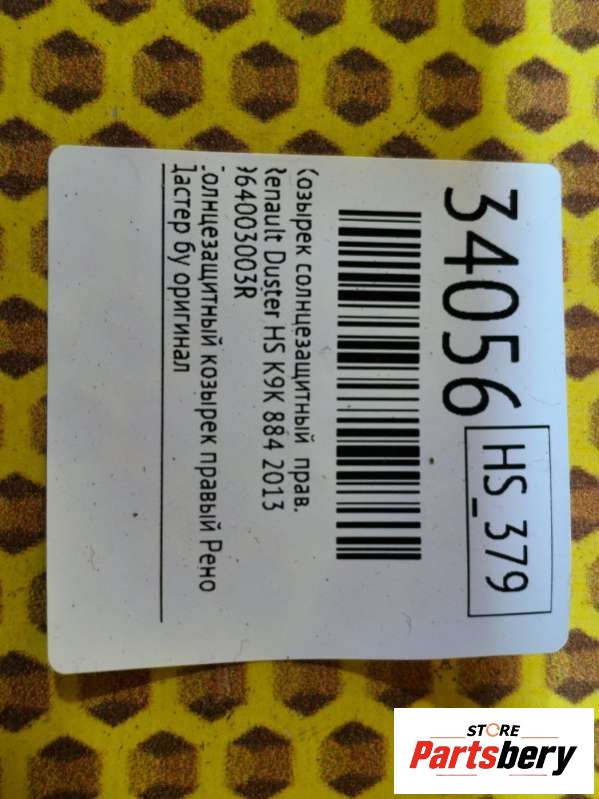 34056 HS_379
Козырек солнцезащитный прав.
Renault Duster HS K9K 884 2013
964003003R
Солнцезащитный козырек правый Рено
Дастер бу оригинал
STORE
Partsbery